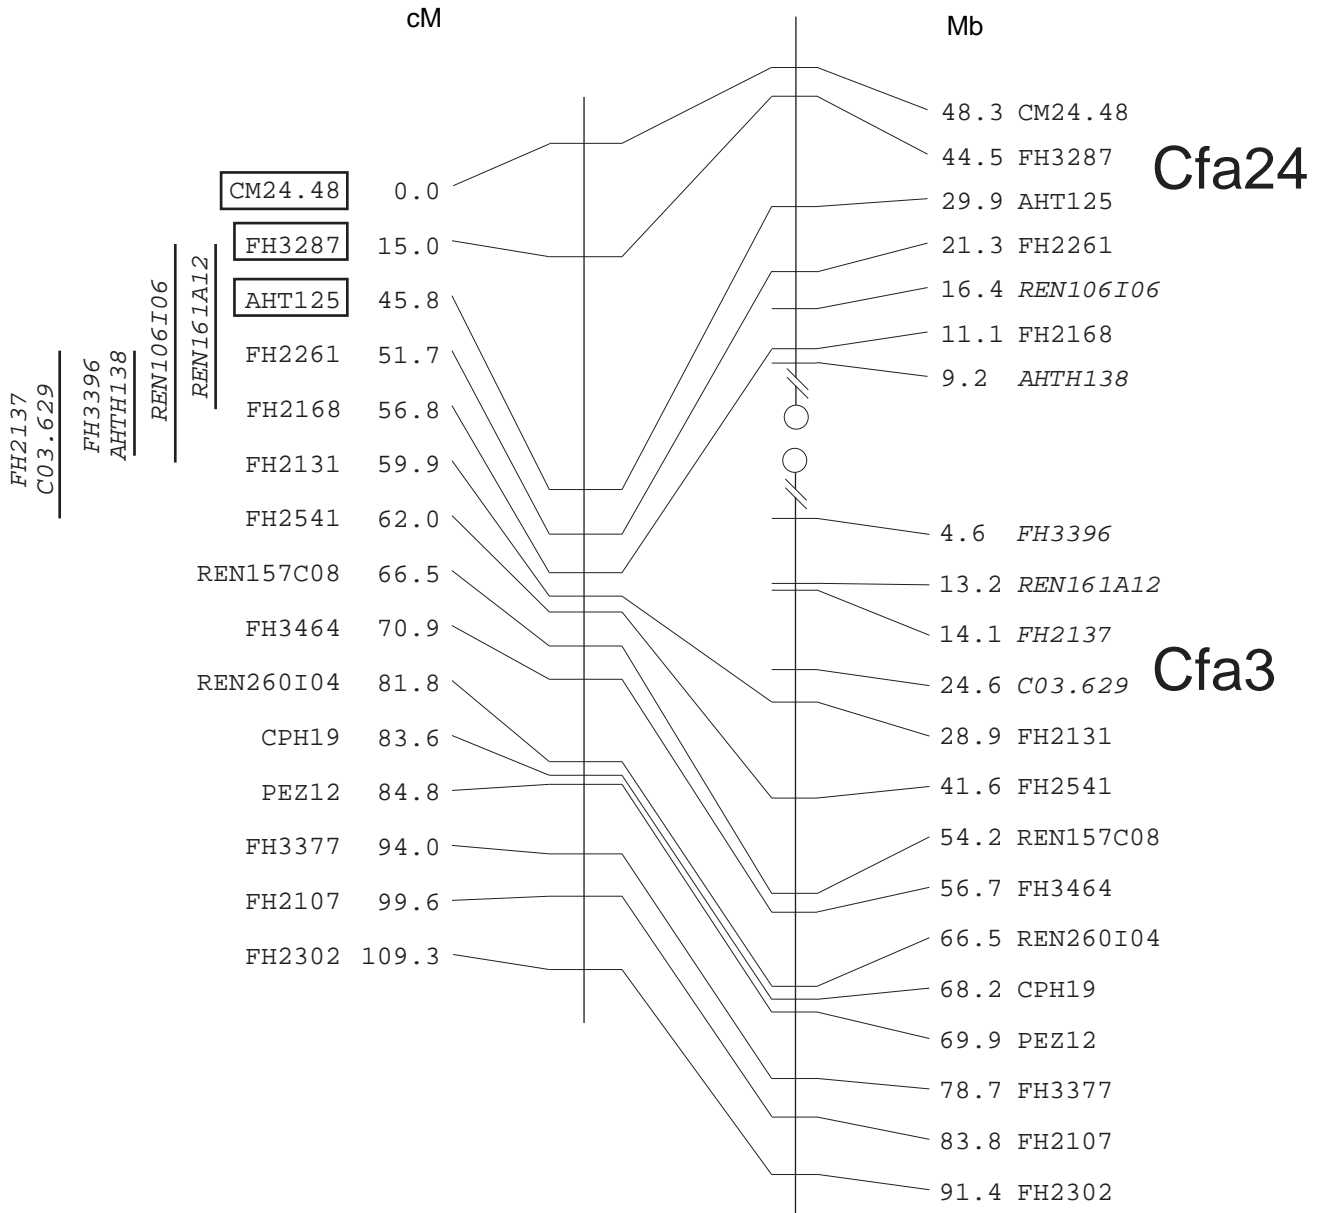 cM
Mb
CM24.48 0.0
FH3287 15.0
AHT125 45.8
FH2261 51.7
FH2168 56.8
FH2131 59.9
FH2541 62.0
REN157C08 66.5
FH3464 70.9
REN260I04 81.8
CPH19 83.6
PEZ12 84.8
FH3377 94.0
FH2107 99.6
FH2302 109.3
FH2137
C03.629
FH3396
AHTH138
REN106I06
REN161A12
48.3 CM24.48
44.5 FH3287
29.9 AHT125
21.3 FH2261
16.4 REN106I06
11.1 FH2168
9.2 AHTH138
Cfa24
4.6 FH3396
13.2 REN161A12
14.1 FH2137
24.6 C03.629
28.9 FH2131
41.6 FH2541
54.2 REN157C08
56.7 FH3464
66.5 REN260I04
68.2 CPH19
69.9 PEZ12
78.7 FH3377
83.8 FH2107
91.4 FH2302
Cfa3